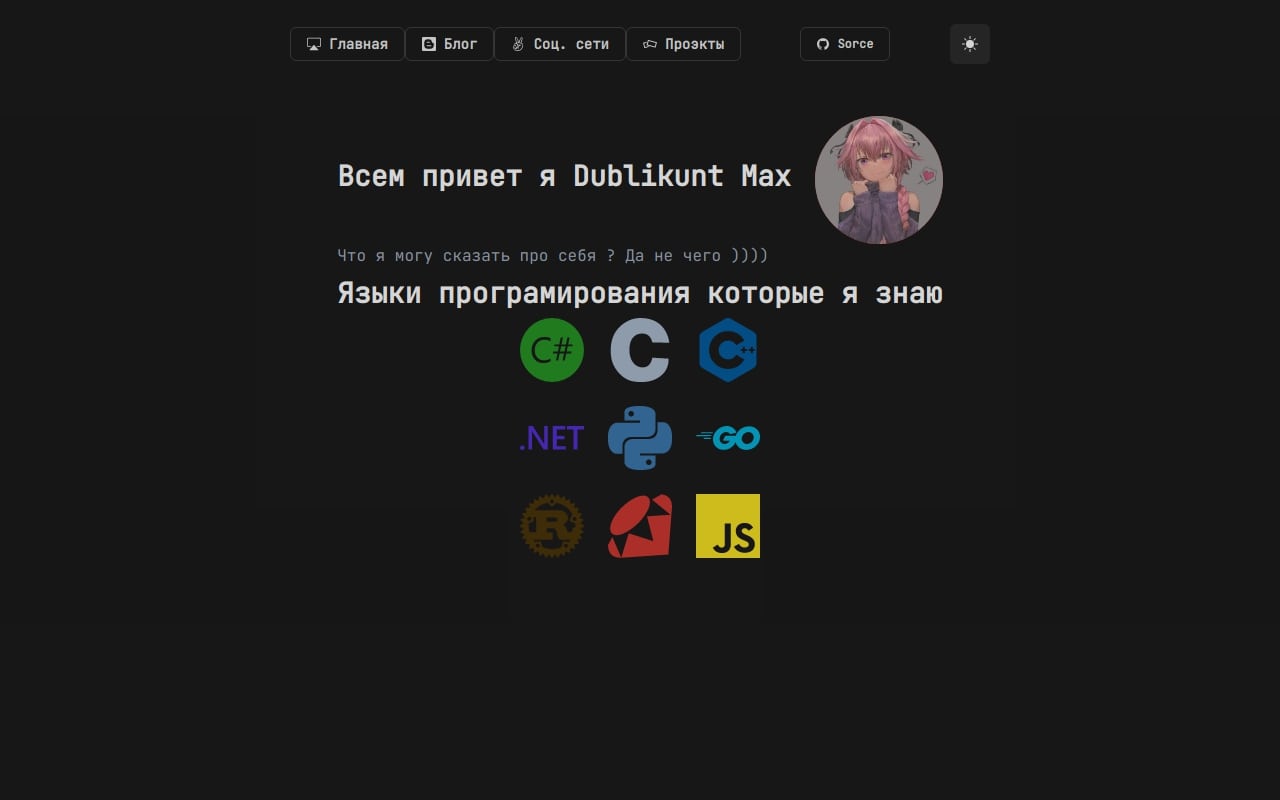 Главная Блог Соц. сети Проэкты Sorce
Всем привет я Dublikunt Max
Что я могу сказать про себя ? Да не чего ))))
Языки програмирования которые я знаю
C# C C++
.NET GO
R JS